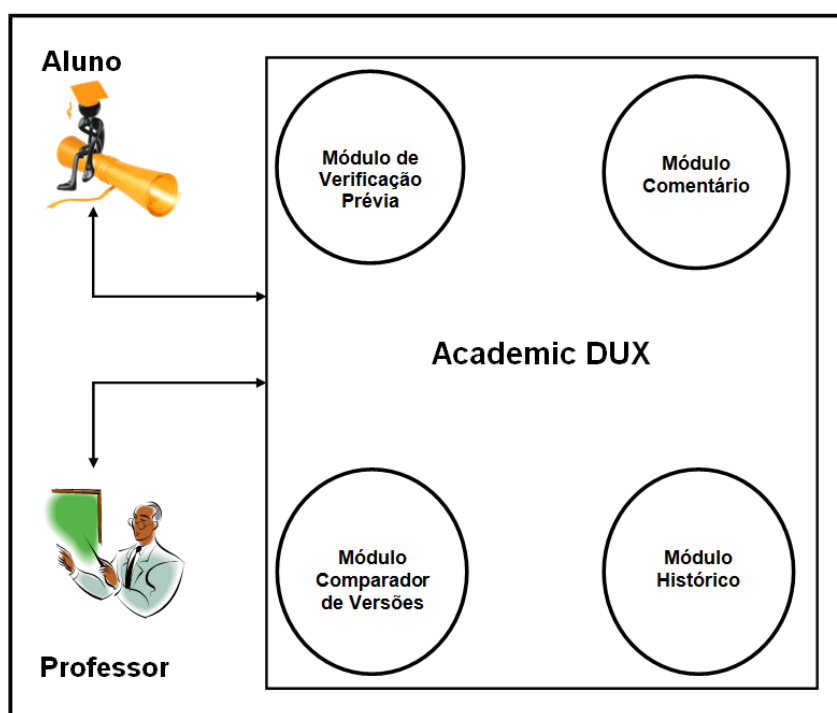 Aluno
Módulo de
Verificação
Prévia
Módulo
Comentário
Academic DUX
Módulo
Comparador
de Versões
Módulo
Histórico
Professor